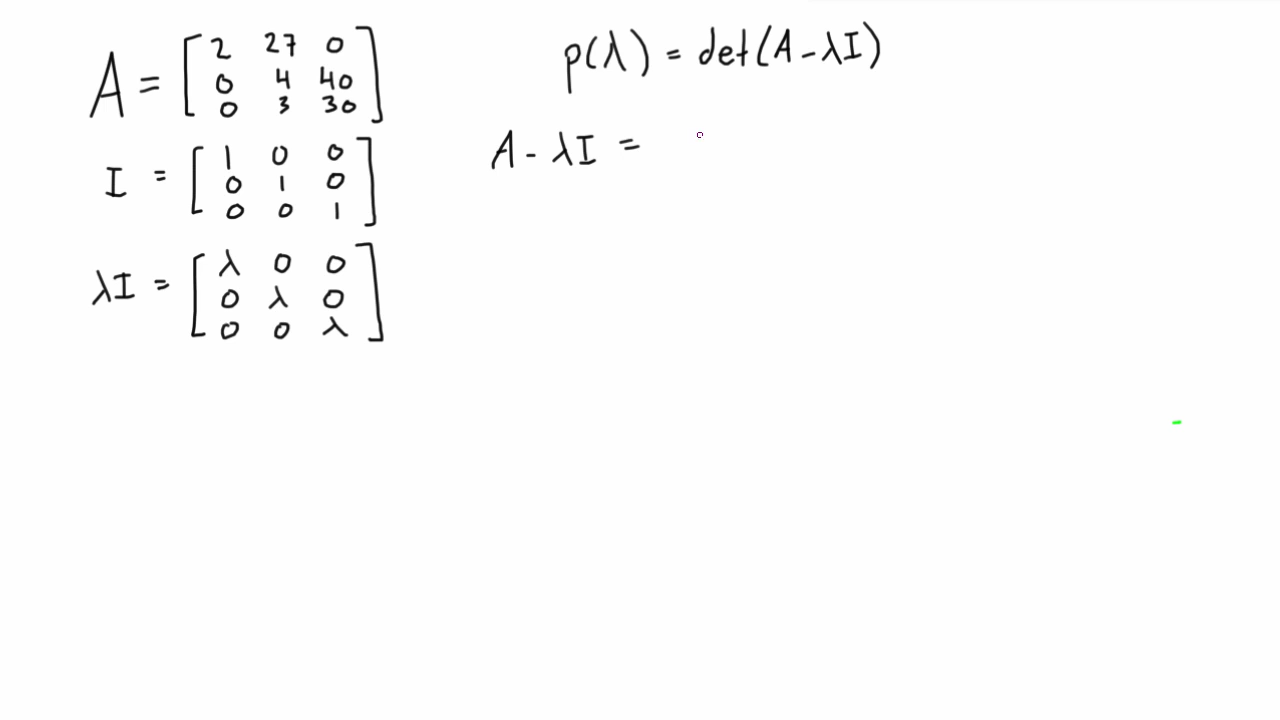 A = [ 2 27 0
0 4 40
0 3 30 ]
I = [ 1 0 0
0 1 0
0 0 1 ]
λI = [ λ 0 0
0 λ 0
0 0 λ ]
p(λ) = det(A - λI)
A - λI =